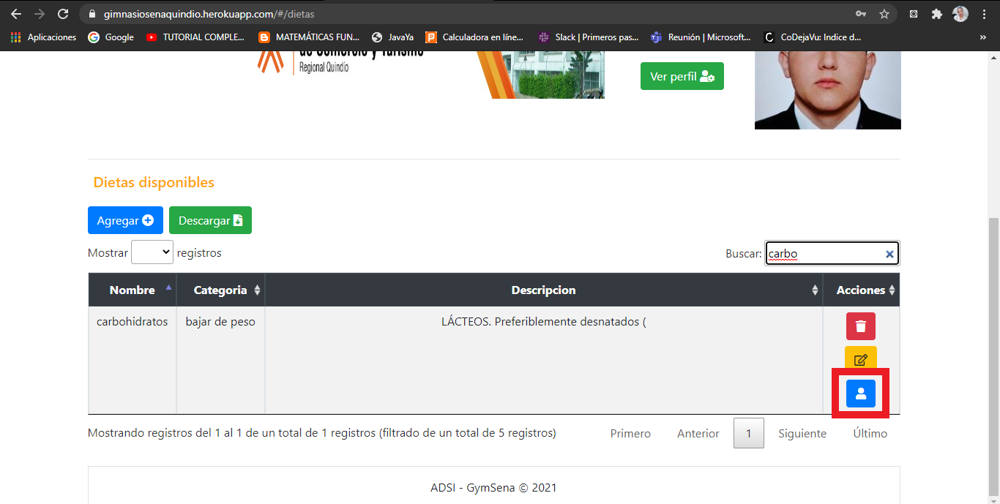 gimnasiosenaquindio.herokuapp.com/#/dietas
Aplicaciones Google TUTORIAL COMPLE... MATEMÁTICAS FUN... JavaYa Calculadora en líne... Slack | Primeros pas... Reunión | Microsoft... CoDejaVu: Indice d... »
de Comercio y Turismo
Regional Quindío
Ver perfil
Dietas disponibles
Agregar Descargar
Mostrar registros Buscar: carbo
Nombre Categoria Descripcion Acciones
carbohidratos bajar de peso LÁCTEOS. Preferiblemente desnatados (
Mostrando registros del 1 al 1 de un total de 1 registros (filtrado de un total de 5 registros) Primero Anterior 1 Siguiente Último
ADSI - GymSena © 2021